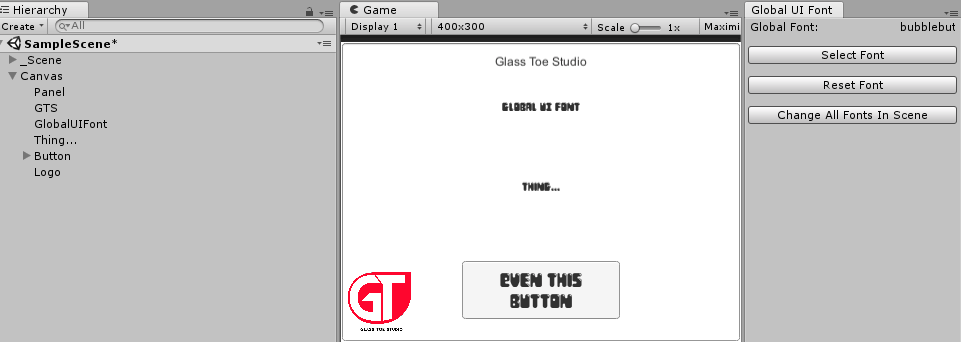 Hierarchy
Create
All
SampleScene*
_Scene
Canvas
Panel
GTS
GlobalUIFont
Thing...
Button
Logo
Game
Display 1
400x300
Scale
1x
Maximi
Glass Toe Studio
GLOBAL UI FONT
THING...
EVEN THIS
BUTTON
GT
GLASS TOE STUDIO
Global UI Font
Global Font:
bubblebut
Select Font
Reset Font
Change All Fonts In Scene